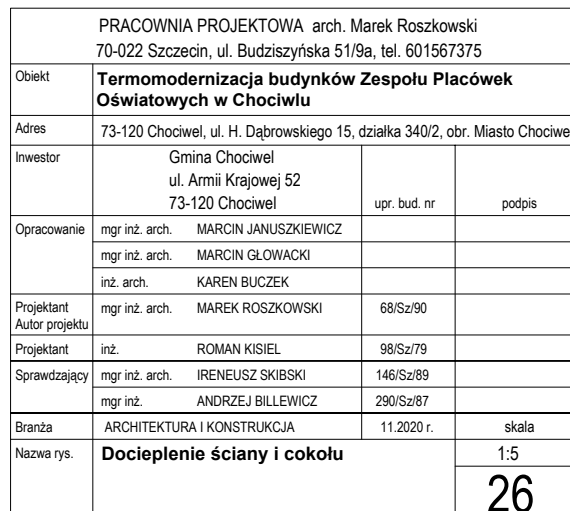 PRACOWNIA PROJEKTOWA arch. Marek Roszkowski
70-022 Szczecin, ul. Budziszyńska 51/9a, tel. 601567375
Obiekt Termomodernizacja budynków Zespołu Placówek
Oświatowych w Chociwlu
Adres 73-120 Chociwel, ul. H. Dąbrowskiego 15, działka 340/2, obr. Miasto Chociwe
Inwestor Gmina Chociwel
ul. Armii Krajowej 52
73-120 Chociwel upr. bud. nr podpis
Opracowanie mgr inż. arch. MARCIN JANUSZKIEWICZ
mgr inż. arch. MARCIN GŁOWACKI
inż. arch. KAREN BUCZEK
Projektant mgr inż. arch. MAREK ROSZKOWSKI 68/Sz/90
Autor projektu
Projektant inż. ROMAN KISIEL 98/Sz/79
Sprawdzający mgr inż. arch. IRENEUSZ SKIBSKI 146/Sz/89
mgr inż. ANDRZEJ BILLEWICZ 290/Sz/87
Branża ARCHITEKTURA I KONSTRUKCJA 11.2020 r. skala
Nazwa rys. Docieplenie ściany i cokołu 1:5
26